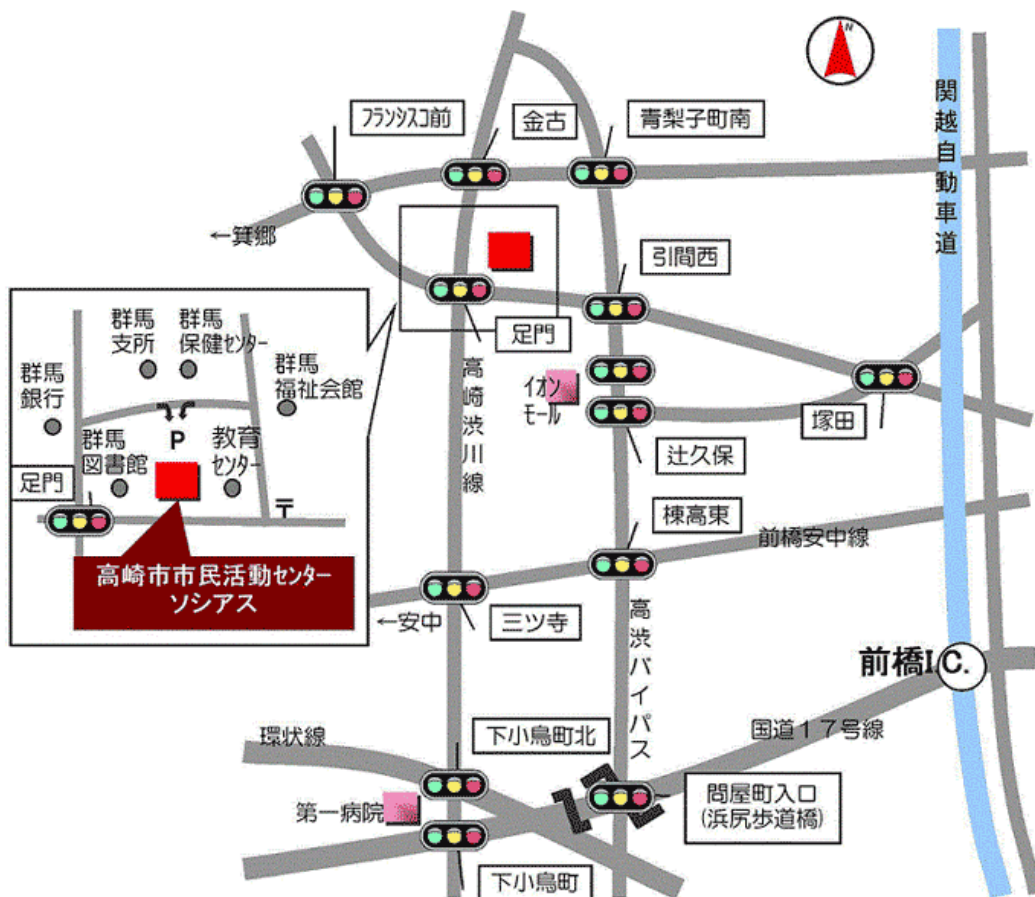 N
フランシスコ前
金古
青梨子町南
関越自動車道
←箕郷
引間西
足門
高崎渋川線
イオン
モール
塚田
辻久保
棟高東
前橋安中線
群馬
支所
群馬
保健センター
群馬
福祉会館
群馬
銀行
P
群馬
図書館
教育
センター
足門
〒
高崎市市民活動センター
ソシアス
←安中
三ツ寺
高渋バイパス
前橋I.C.
環状線
下小鳥町北
国道17号線
第一病院
問屋町入口
(浜尻歩道橋)
下小鳥町